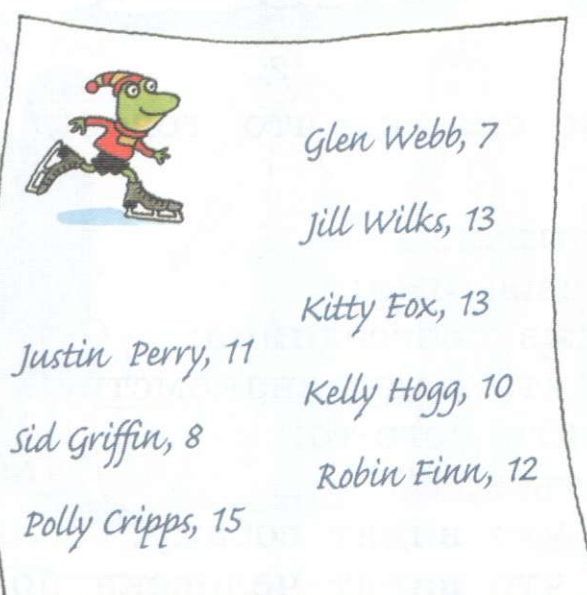 Glen Webb, 7
Jill Wilks, 13
Kitty Fox, 13
Justin Perry, 11
Kelly Hogg, 10
Sid Griffin, 8
Robin Finn, 12
Polly Cripps, 15